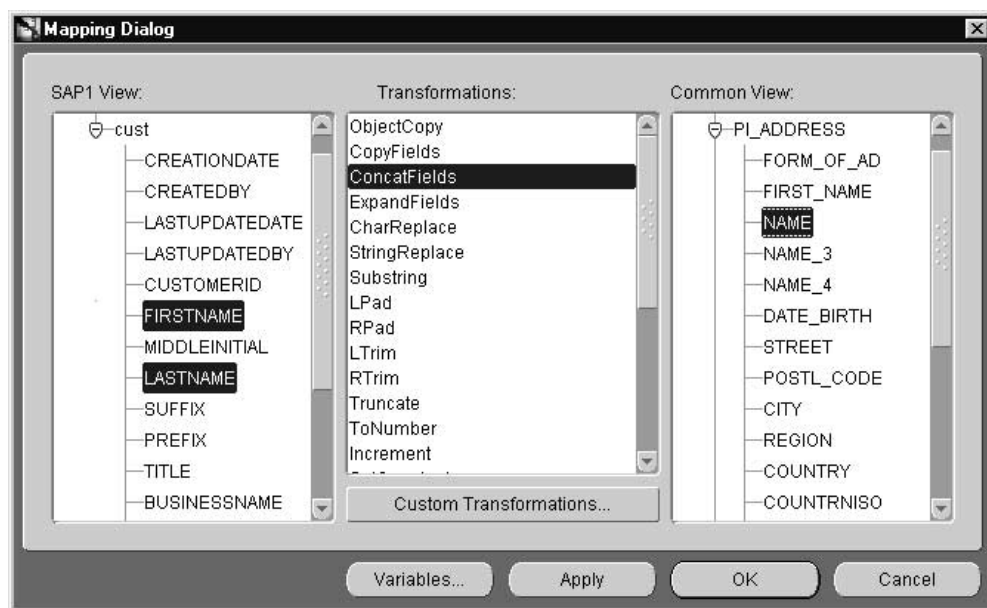 Mapping Dialog
SAP1 View:
cust
CREATIONDATE
CREATEDBY
LASTUPDATEDATE
LASTUPDATEDBY
CUSTOMERID
FIRSTNAME
MIDDLEINITIAL
LASTNAME
SUFFIX
PREFIX
TITLE
BUSINESSNAME
Transformations:
ObjectCopy
CopyFields
ConcatFields
ExpandFields
CharReplace
StringReplace
Substring
LPad
RPad
LTrim
RTrim
Truncate
ToNumber
Increment
Custom Transformations...
Common View:
PI_ADDRESS
FORM_OF_AD
FIRST_NAME
NAME
NAME_3
NAME_4
DATE_BIRTH
STREET
POSTL_CODE
CITY
REGION
COUNTRY
COUNTRNISO
Variables...
Apply
OK
Cancel